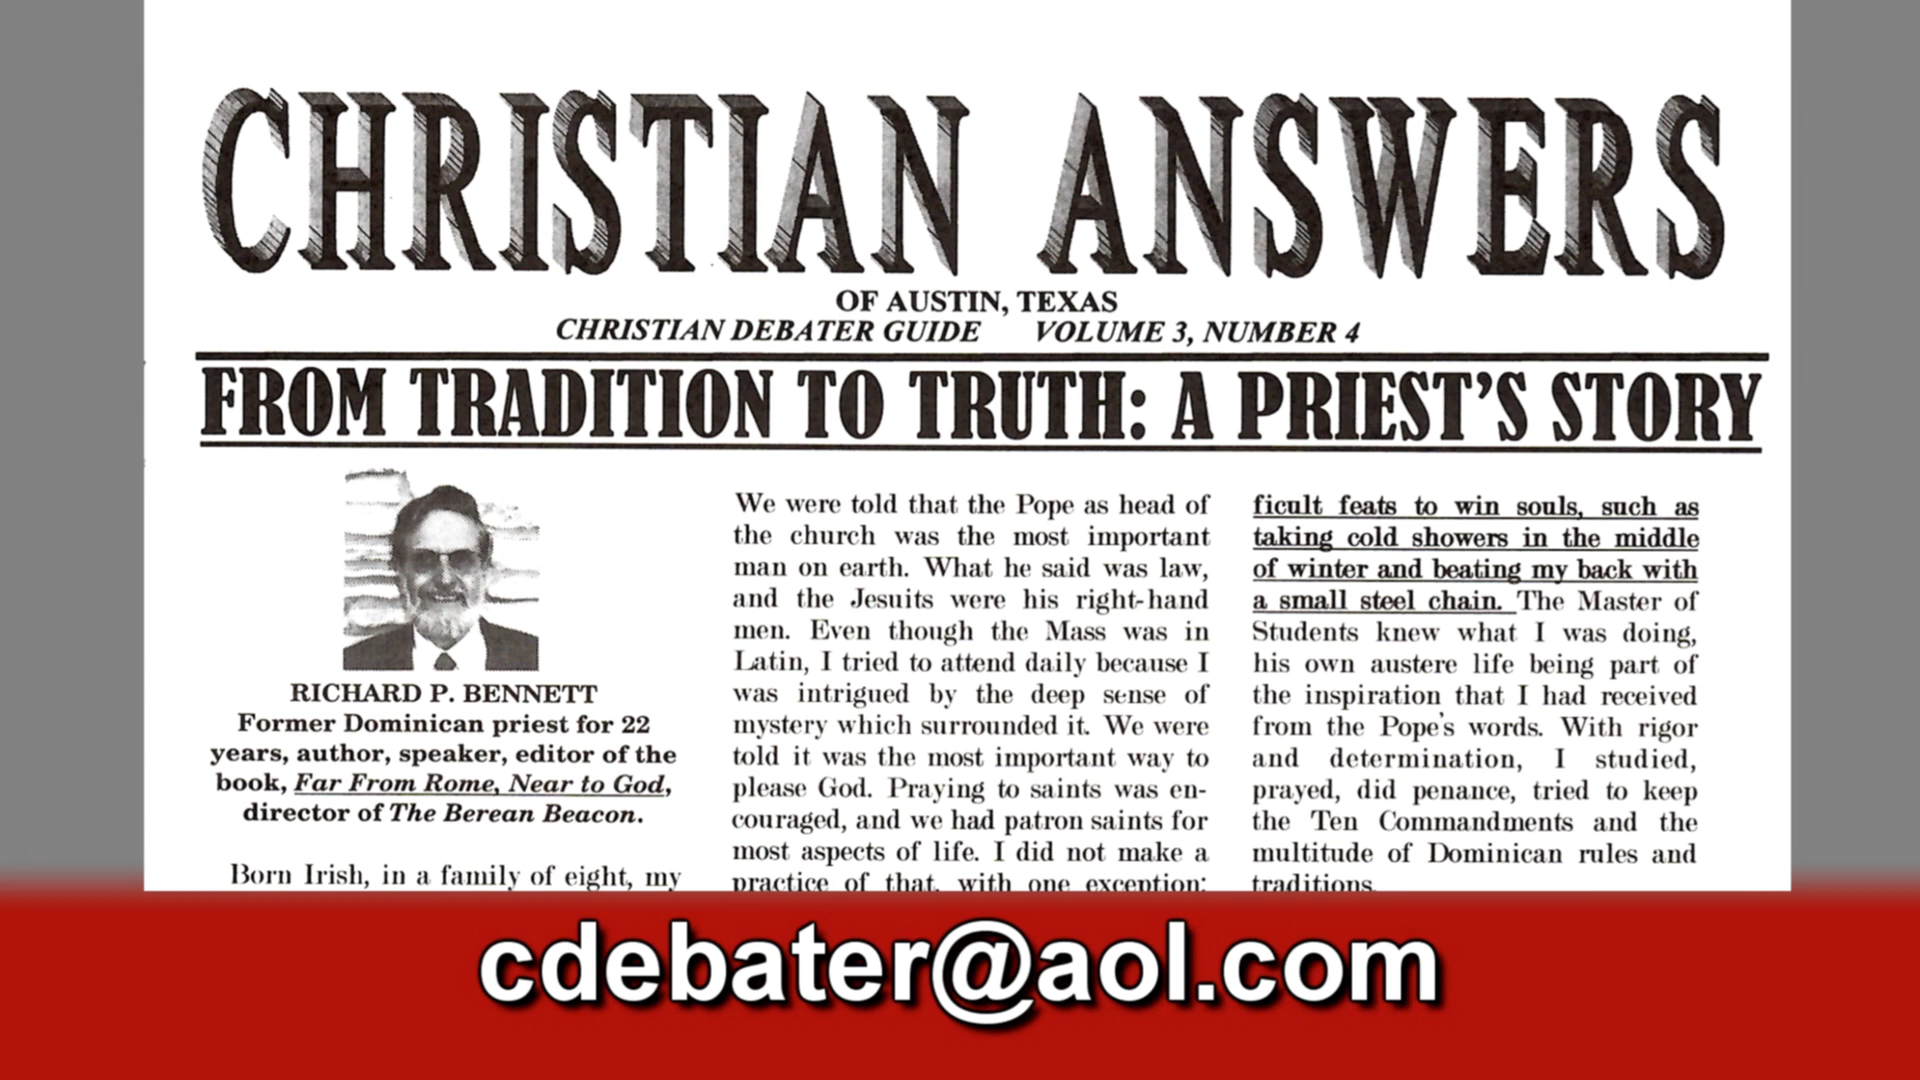 CHRISTIAN ANSWERS
OF AUSTIN, TEXAS
CHRISTIAN DEBATER GUIDE VOLUME 3, NUMBER 4
FROM TRADITION TO TRUTH: A PRIEST'S STORY
RICHARD P. BENNETT
Former Dominican priest for 22
years, author, speaker, editor of the
book, Far From Rome, Near to God,
director of The Berean Beacon.
Born Irish, in a family of eight, my
We were told that the Pope as head of
the church was the most important
man on earth. What he said was law,
and the Jesuits were his right-hand
men. Even though the Mass was in
Latin, I tried to attend daily because I
was intrigued by the deep sense of
mystery which surrounded it. We were
told it was the most important way to
please God. Praying to saints was en-
couraged, and we had patron saints for
most aspects of life. I did not make a
practice of that, with one exception:
ficult feats to win souls, such as
taking cold showers in the middle
of winter and beating my back with
a small steel chain. The Master of
Students knew what I was doing,
his own austere life being part of
the inspiration that I had received
from the Pope's words. With rigor
and determination, I studied,
prayed, did penance, tried to keep
the Ten Commandments and the
multitude of Dominican rules and
traditions.
cdebater@aol.com